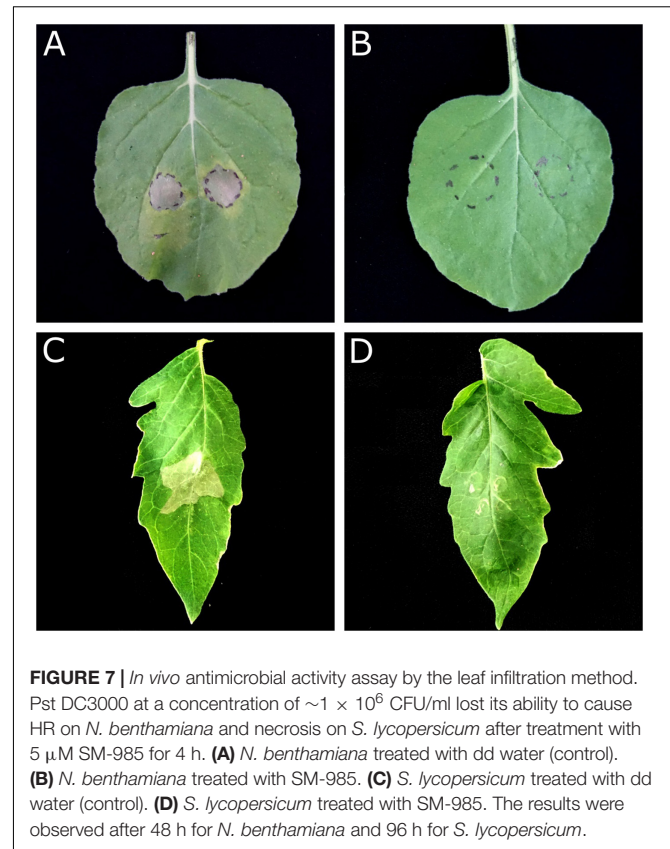 A
B
C
D
FIGURE 7 | In vivo antimicrobial activity assay by the leaf infiltration method.
Pst DC3000 at a concentration of ∼1 × 10⁶ CFU/ml lost its ability to cause
HR on N. benthamiana and necrosis on S. lycopersicum after treatment with
5 μM SM-985 for 4 h. (A) N. benthamiana treated with dd water (control).
(B) N. benthamiana treated with SM-985. (C) S. lycopersicum treated with dd
water (control). (D) S. lycopersicum treated with SM-985. The results were
observed after 48 h for N. benthamiana and 96 h for S. lycopersicum.